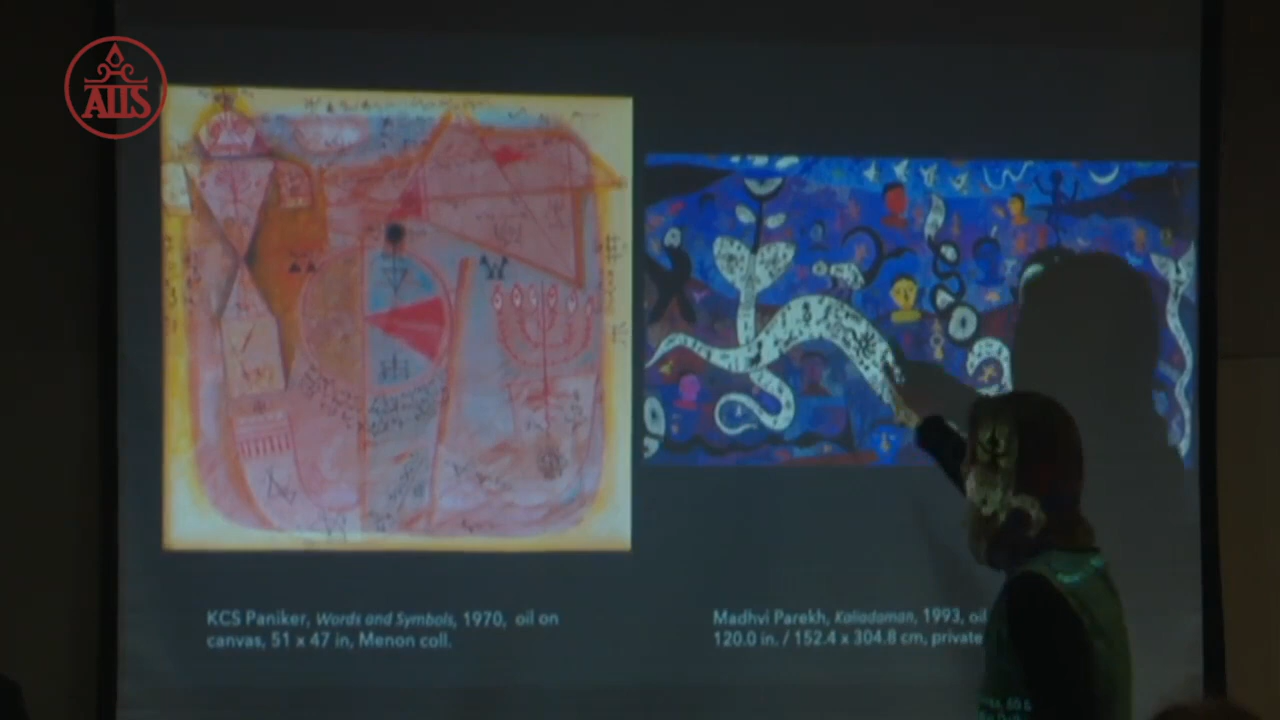 AIIS
KCS Paniker, Words and Symbols, 1970, oil on
canvas, 51 x 47 in, Menon coll.
Madhvi Parekh, Kaliadaman, 1993, oil
120.0 in. / 152.4 x 304.8 cm, private